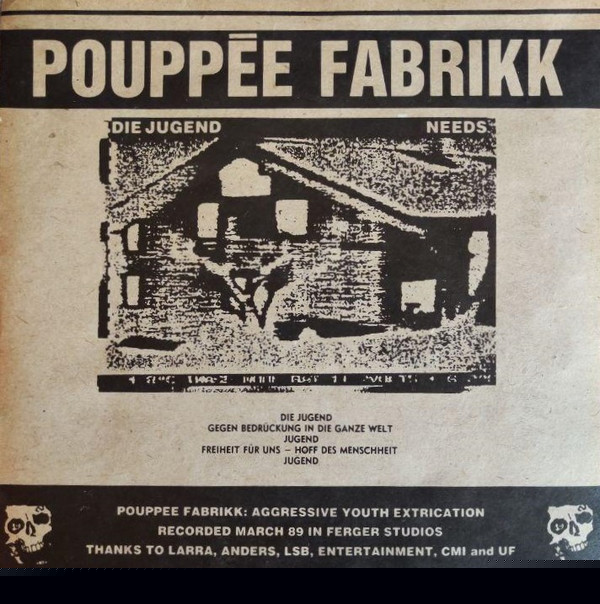 POUPPĒE FABRIKK
DIE JUGEND NEEDS
DIE JUGEND
GEGEN BEDRÜCKUNG IN DIE GANZE WELT
JUGEND
FREIHEIT FÜR UNS – HOFF DES MENSCHHEIT
JUGEND
POUPPEE FABRIKK: AGGRESSIVE YOUTH EXTRICATION
RECORDED MARCH 89 IN FERGER STUDIOS
THANKS TO LARRA, ANDERS, LSB, ENTERTAINMENT, CMI and UF